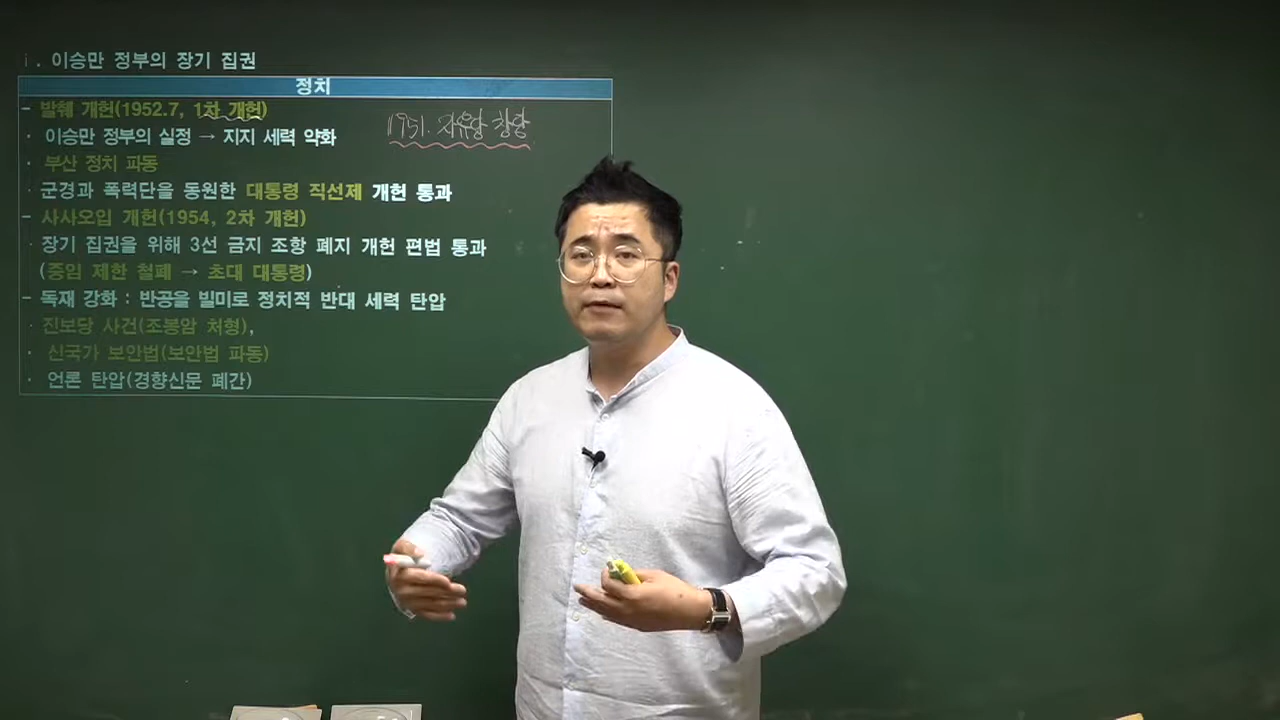 ⅰ. 이승만 정부의 장기 집권
정치
- 발췌 개헌(1952.7, 1차 개헌)
1951. 자유당 창당
· 이승만 정부의 실정 → 지지 세력 약화
· 부산 정치 파동
· 군경과 폭력단을 동원한 대통령 직선제 개헌 통과
- 사사오입 개헌(1954, 2차 개헌)
· 장기 집권을 위해 3선 금지 조항 폐지 개헌 편법 통과
(중임 제한 철폐 → 초대 대통령)
- 독재 강화 : 반공을 빌미로 정치적 반대 세력 탄압
· 진보당 사건(조봉암 처형),
· 신국가 보안법(보안법 파동)
· 언론 탄압(경향신문 폐간)